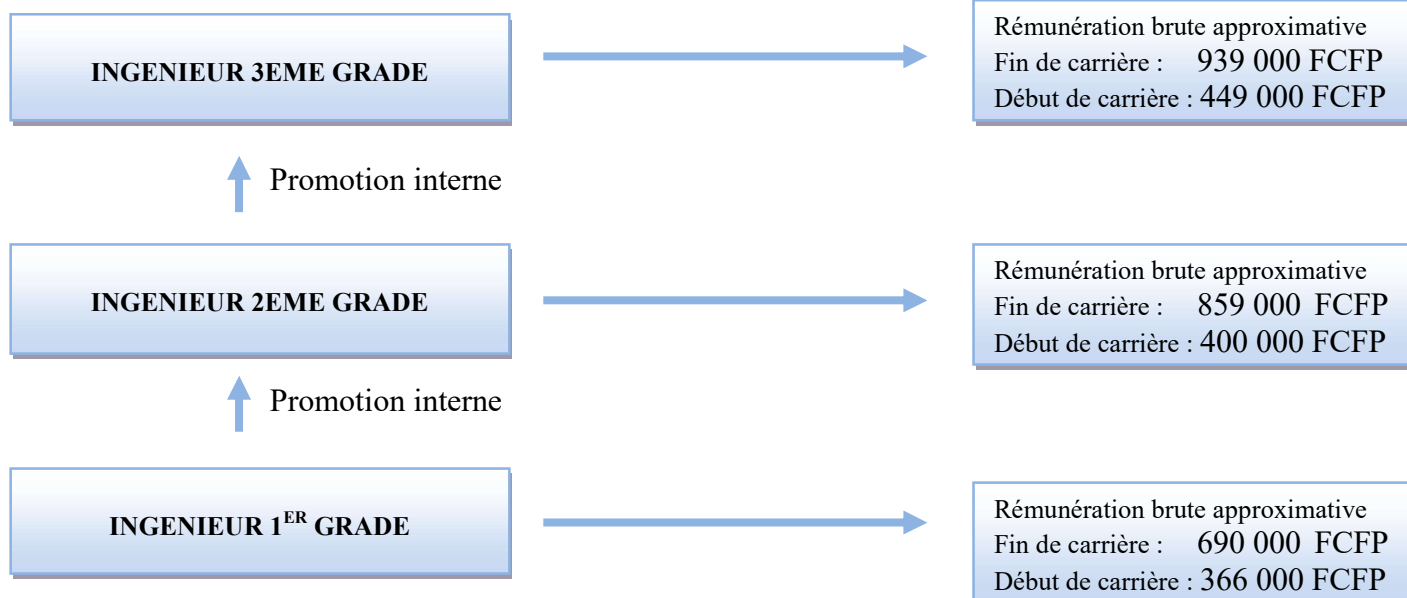 INGENIEUR 3EME GRADE
Rémunération brute approximative
Fin de carrière : 939 000 FCFP
Début de carrière : 449 000 FCFP
Promotion interne
INGENIEUR 2EME GRADE
Rémunération brute approximative
Fin de carrière : 859 000 FCFP
Début de carrière : 400 000 FCFP
Promotion interne
INGENIEUR 1ER GRADE
Rémunération brute approximative
Fin de carrière : 690 000 FCFP
Début de carrière : 366 000 FCFP